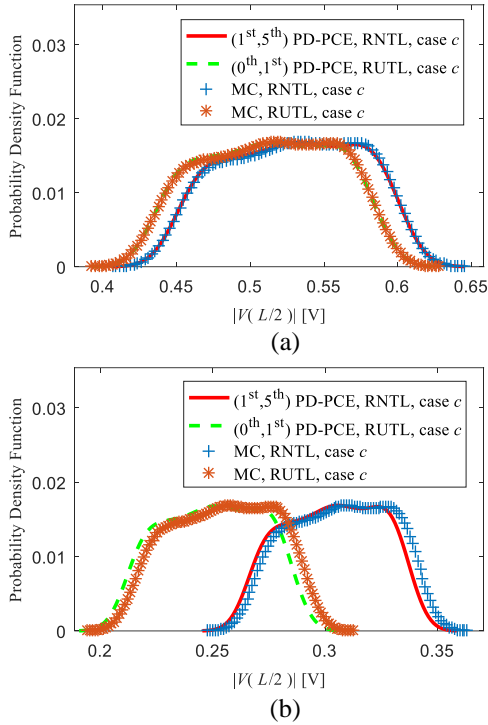 (1st,5th) PD-PCE, RNTL, case c
(0th,1st) PD-PCE, RUTL, case c
MC, RNTL, case c
MC, RUTL, case c
Probability Density Function
0.03
0.02
0.01
0
0.4 0.45 0.5 0.55 0.6 0.65
|V( L/2 )| [V]
(a)
(1st,5th) PD-PCE, RNTL, case c
(0th,1st) PD-PCE, RUTL, case c
MC, RNTL, case c
MC, RUTL, case c
Probability Density Function
0.03
0.02
0.01
0
0.2 0.25 0.3 0.35
|V( L/2 )| [V]
(b)